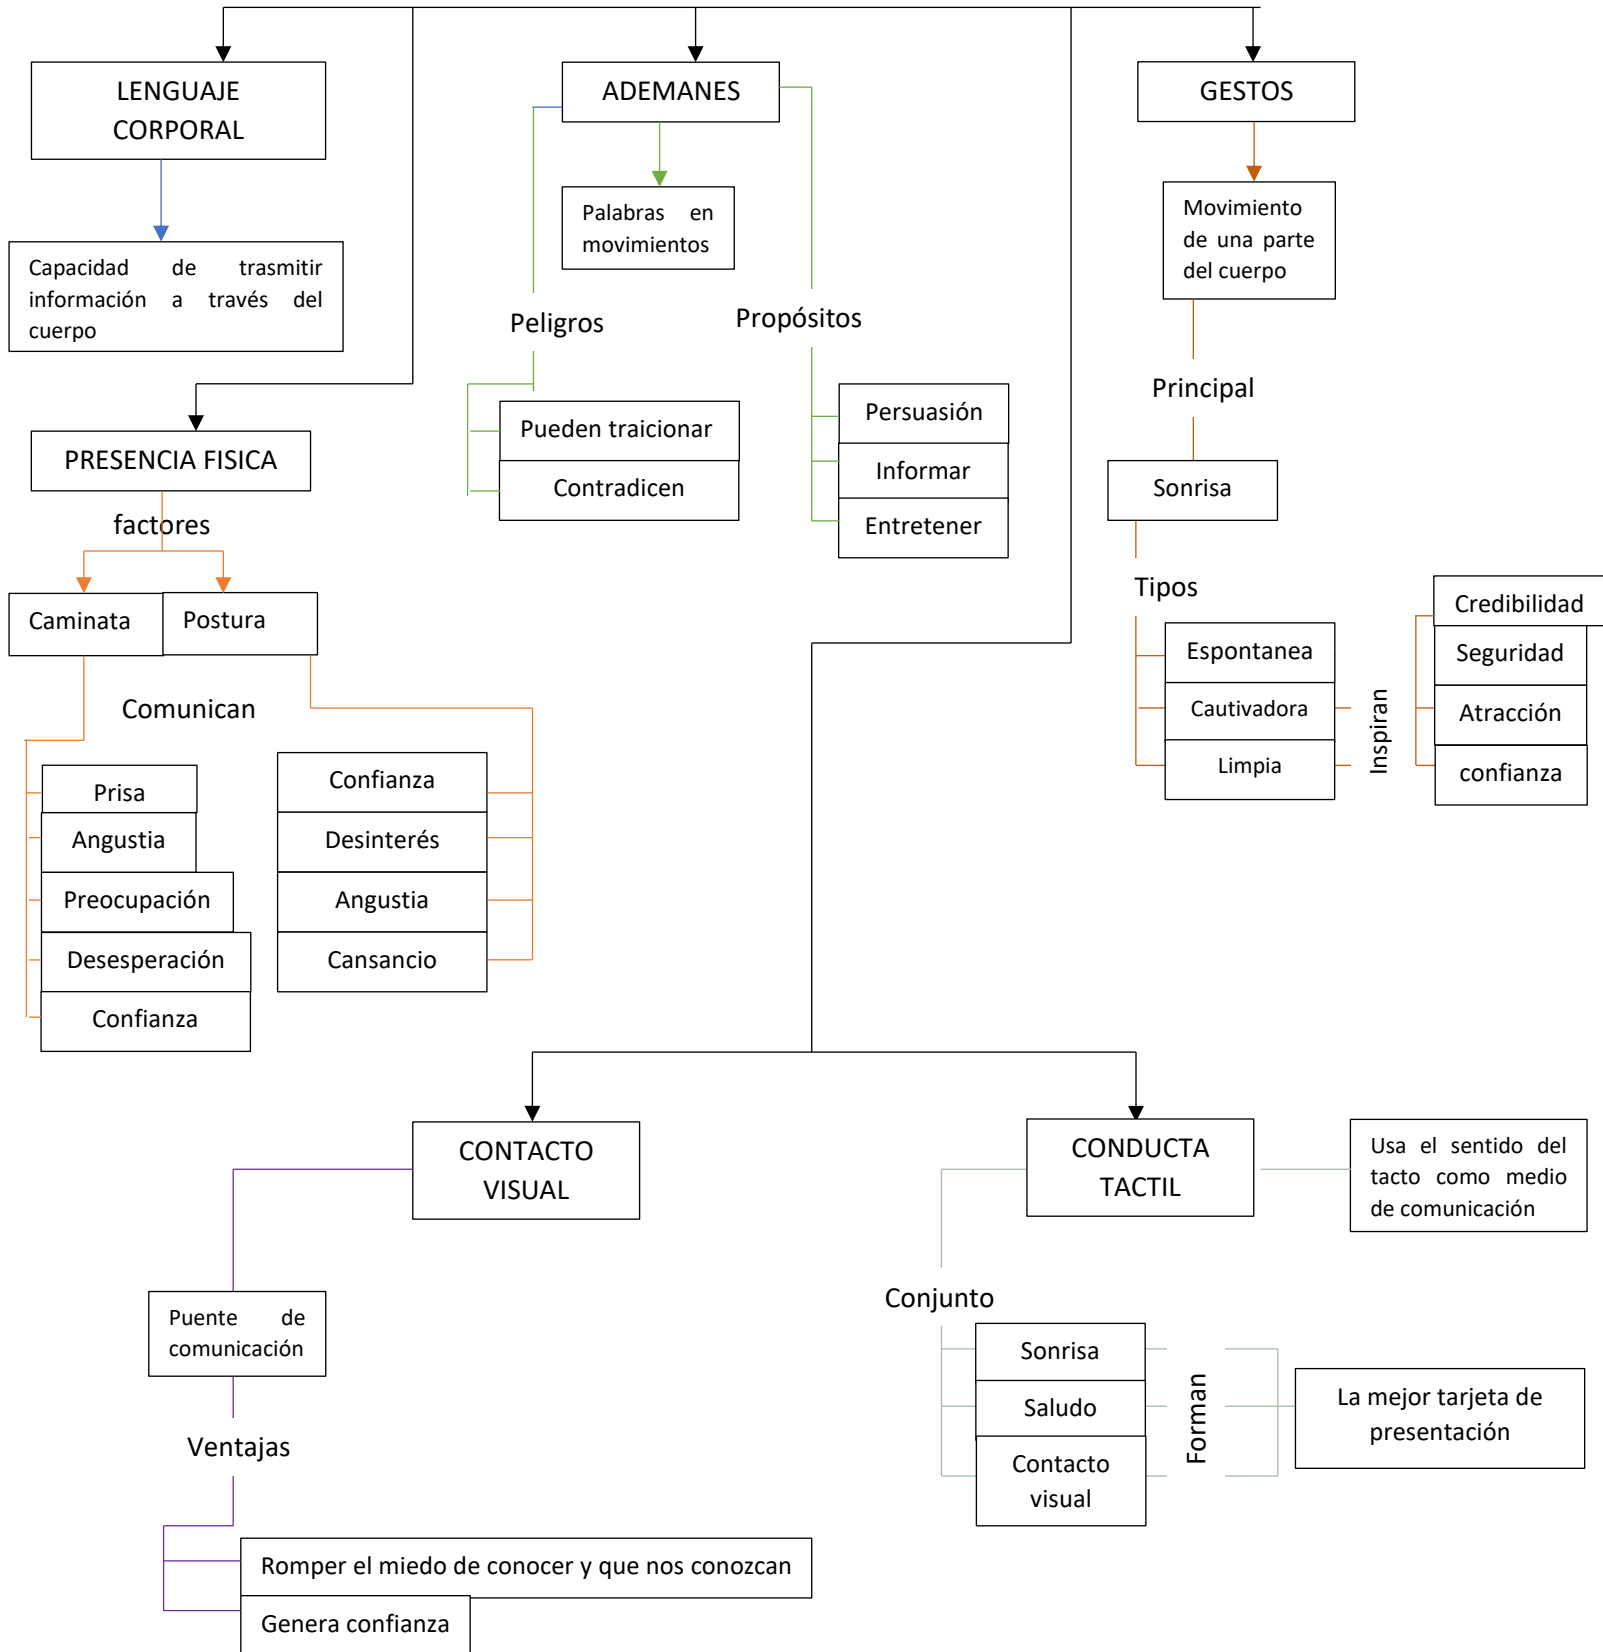 LENGUAJE
CORPORAL
ADEMANES
GESTOS
Capacidad de trasmitir
información a través del
cuerpo
Palabras en
movimientos
Movimiento
de una parte
del cuerpo
Peligros
Propósitos
Principal
Pueden traicionar
Contradicen
Persuasión
Informar
Entretener
Sonrisa
PRESENCIA FISICA
factores
Caminata
Postura
Comunican
Prisa
Angustia
Preocupación
Desesperación
Confianza
Confianza
Desinterés
Angustia
Cansancio
Tipos
Espontanea
Cautivadora
Limpia
Inspiran
Credibilidad
Seguridad
Atracción
confianza
CONTACTO
VISUAL
Puente de
comunicación
Ventajas
Romper el miedo de conocer y que nos conozcan
Genera confianza
CONDUCTA
TACTIL
Usa el sentido del
tacto como medio
de comunicación
Conjunto
Sonrisa
Saludo
Contacto
visual
Forman
La mejor tarjeta de
presentación